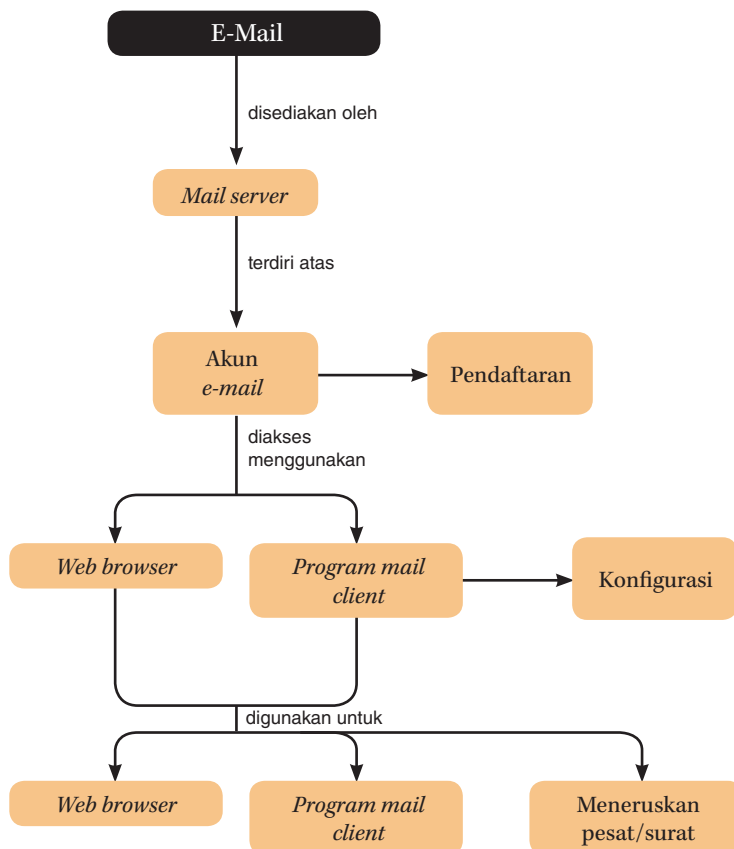 E-Mail
disediakan oleh
Mail server
terdiri atas
Akun
e-mail
Pendaftaran
diakses
menggunakan
Web browser
Program mail
client
Konfigurasi
digunakan untuk
Web browser
Program mail
client
Meneruskan
pesat/surat